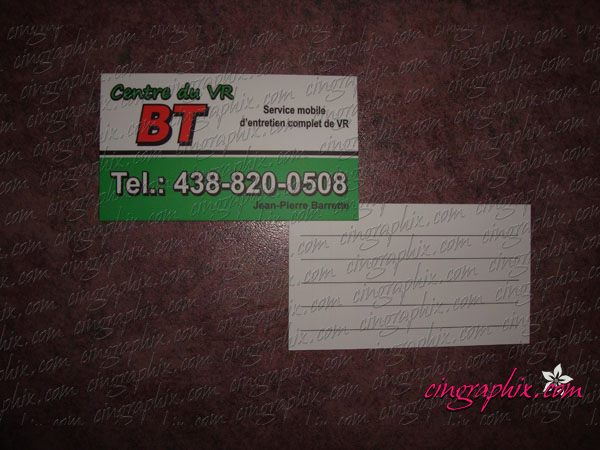 Centre du VR
BT
Service mobile
d'entretien complet de VR
Tel.: 438-820-0508
Jean-Pierre Barrette
cingraphix.com